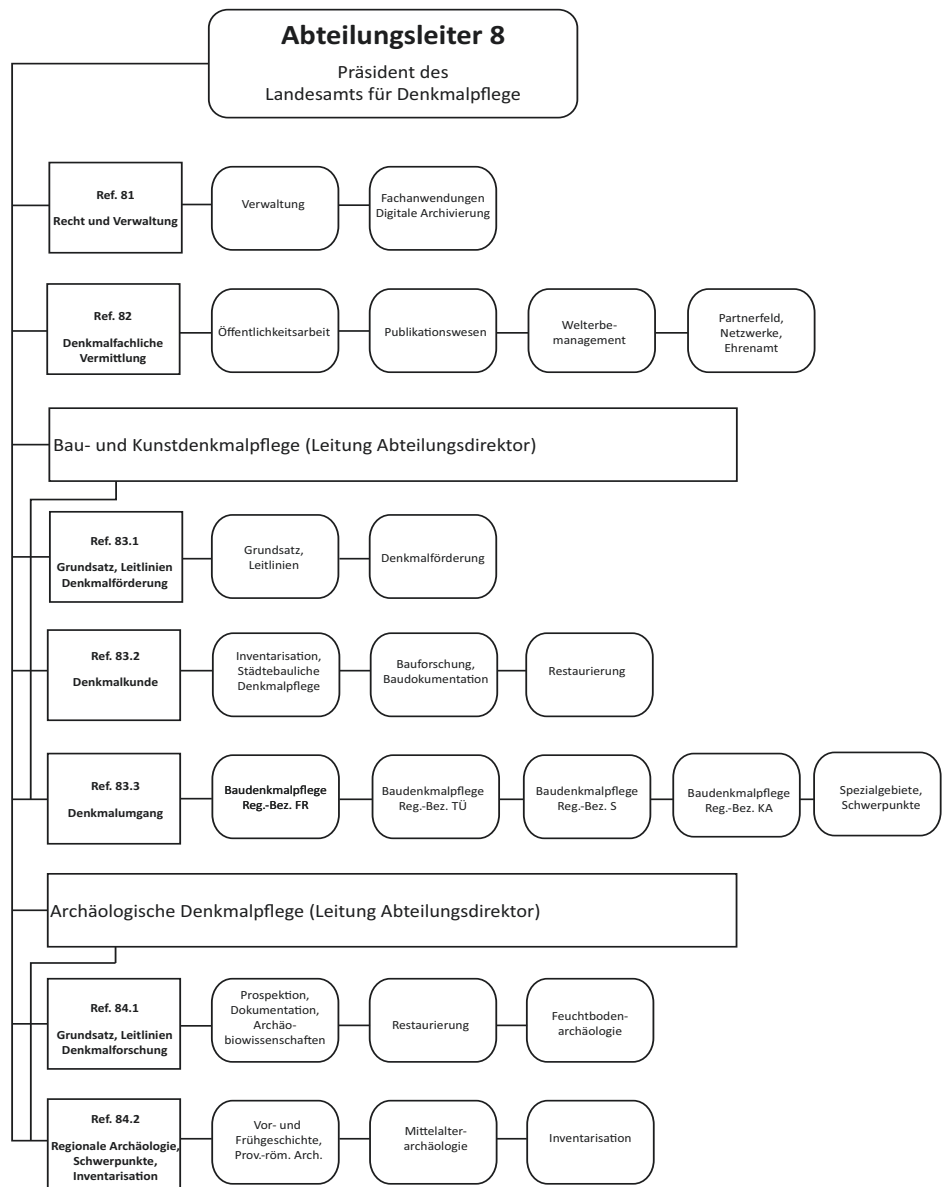 Abteilungsleiter 8
Präsident des
Landesamts für Denkmalpflege
Ref. 81
Recht und Verwaltung
Verwaltung
Fachanwendungen
Digitale Archivierung
Ref. 82
Denkmalfachliche
Vermittlung
Öffentlichkeitsarbeit
Publikationswesen
Welterbe-
management
Partnerfeld,
Netzwerke,
Ehrenamt
Bau- und Kunstdenkmalpflege (Leitung Abteilungsdirektor)
Ref. 83.1
Grundsatz, Leitlinien
Denkmalförderung
Grundsatz,
Leitlinien
Denkmalförderung
Ref. 83.2
Denkmalkunde
Inventarisation,
Städtebauliche
Denkmalpflege
Bauforschung,
Baudokumentation
Restaurierung
Ref. 83.3
Denkmalumgang
Baudenkmalpflege
Reg.-Bez. FR
Baudenkmalpflege
Reg.-Bez. TÜ
Baudenkmalpflege
Reg.-Bez. S
Baudenkmalpflege
Reg.-Bez. KA
Spezialgebiete,
Schwerpunkte
Archäologische Denkmalpflege (Leitung Abteilungsdirektor)
Ref. 84.1
Grundsatz, Leitlinien
Denkmalforschung
Prospektion,
Dokumentation,
Archäo-
biowissenschaften
Restaurierung
Feuchtboden-
archäologie
Ref. 84.2
Regionale Archäologie,
Schwerpunkte,
Inventarisation
Vor- und
Frühgeschichte,
Prov.-röm. Arch.
Mittelalter-
archäologie
Inventarisation